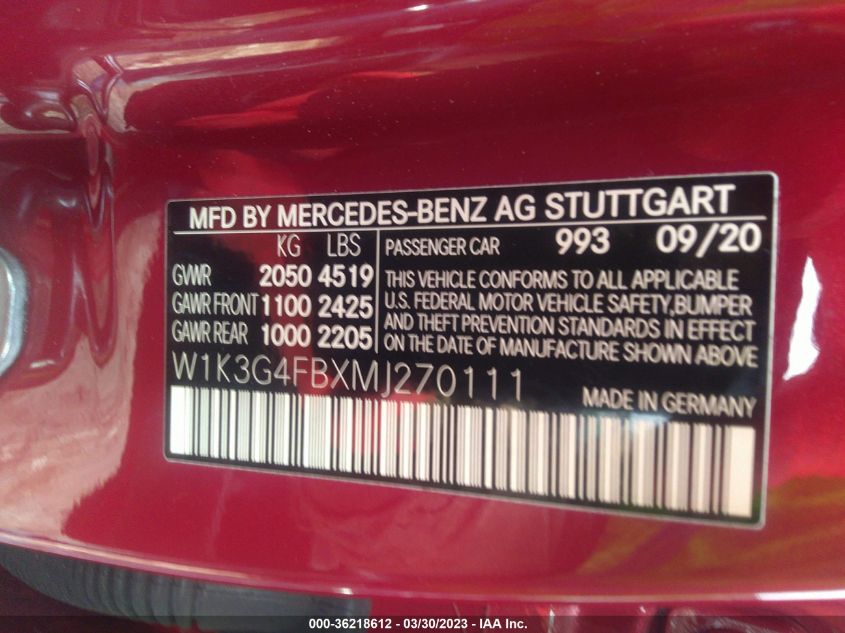 MFD BY MERCEDES-BENZ AG STUTTGART
KG LBS
GVWR 2050 4519
GAWR FRONT 1100 2425
GAWR REAR 1000 2205
PASSENGER CAR 993 09/20
THIS VEHICLE CONFORMS TO ALL APPLICABLE
U.S. FEDERAL MOTOR VEHICLE SAFETY,BUMPER
AND THEFT PREVENTION STANDARDS IN EFFECT
ON THE DATE OF MANUFACTURE SHOWN ABOVE.
W1K3G4FBXMJ270111
MADE IN GERMANY
000-36218612 - 03/30/2023 - IAA Inc.